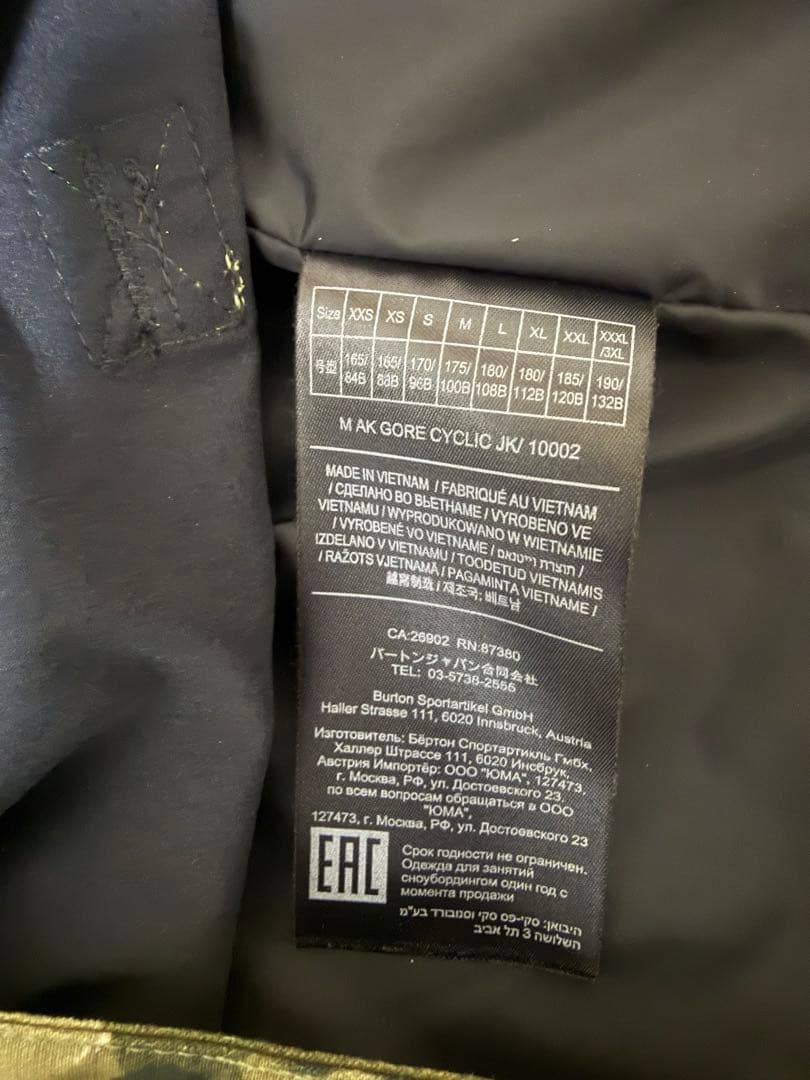 Size XXS XS S M L XL XXL XXXL/3XL
号型 165/84B 165/88B 170/96B 175/100B 180/108B 180/112B 185/120B 190/132B
M AK GORE CYCLIC JK/ 10002
MADE IN VIETNAM / FABRIQUÉ AU VIETNAM
/ СДЕЛАНО ВО ВЬЕТНАМЕ / VYROBENO VE
VIETNAMU / WYPRODUKOWANO W WIETNAMIE
/ VYROBENÉ VO VIETNAME / תוצרת וייטנאם /
IZDELANO V VIETNAMU / TOODETUD VIETNAMIS
/ RAŽOTS VJETNAMĀ / PAGAMINTA VIETNAME /
越南制造 / 제조국: 베트남
CA:26902 RN:87380
バートンジャパン合同会社
TEL: 03-5738-2555
Burton Sportartikel GmbH
Haller Strasse 111, 6020 Innsbruck, Austria
Изготовитель: Бёртон Спортартикль Гмбх,
Халлер Штрассе 111, 6020 Инсбрук,
Австрия Импортёр: ООО "ЮМА", 127473,
г. Москва, РФ, ул. Достоевского 23,
по всем вопросам обращаться в ООО
"ЮМА",
127473, г. Москва, РФ, ул. Достоевского 23
EAC
Срок годности не ограничен.
Одежда для занятий
сноубордингом один год с
момента продажи
היבואן: סקי-פס סקי וסנובורד בע"מ
השלושה 3 תל אביב